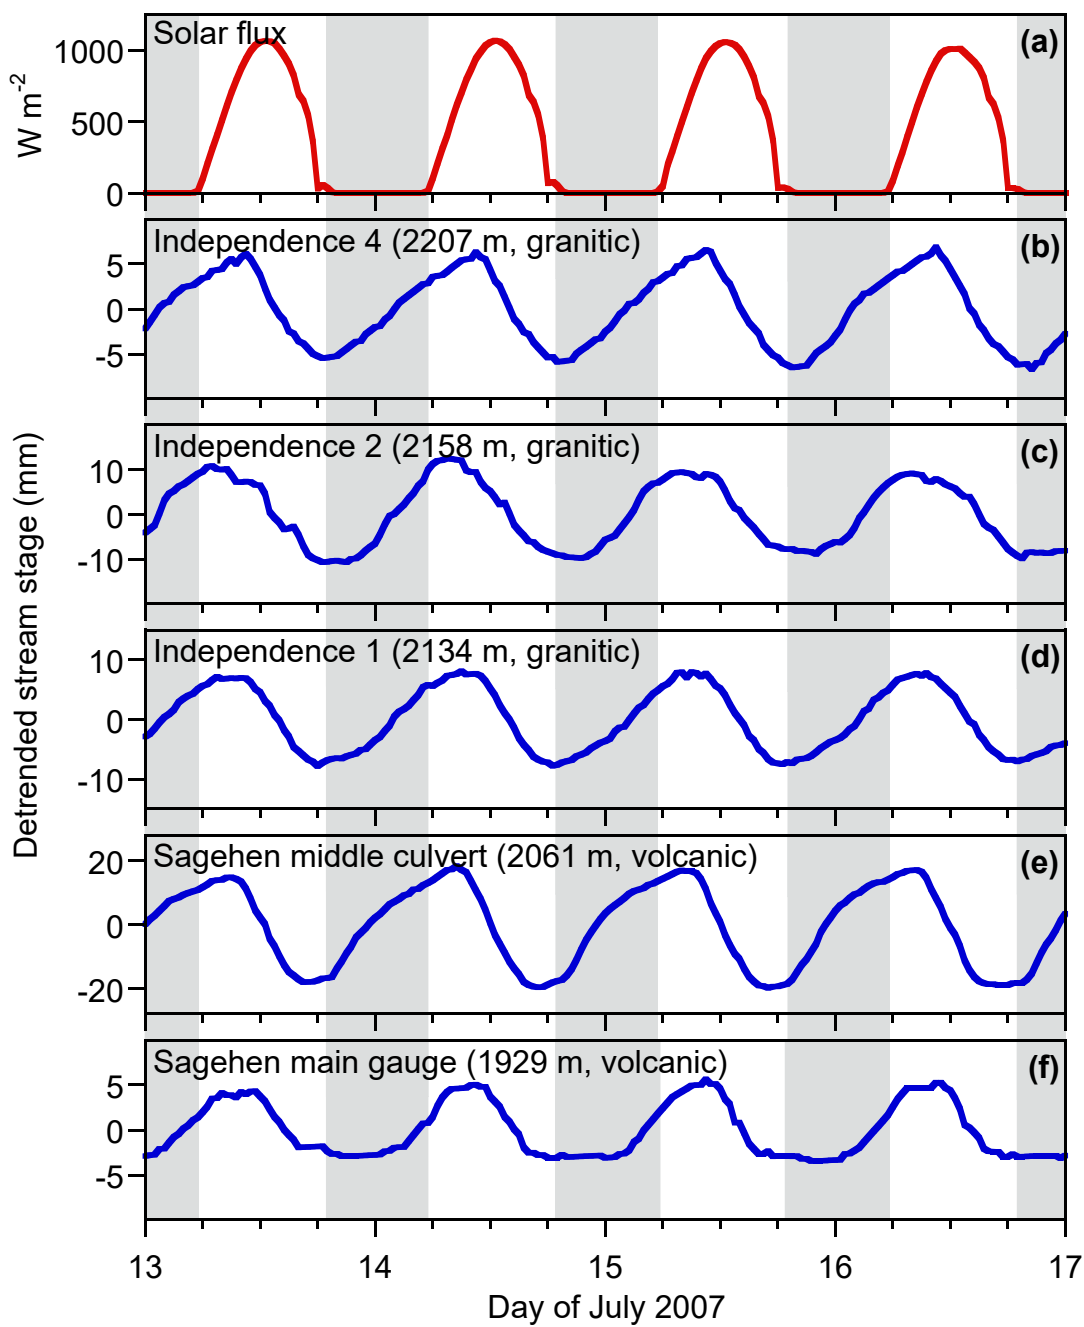 Solar flux
(a)
1000
500
0
W m-2
Independence 4 (2207 m, granitic)
(b)
5
0
-5
Independence 2 (2158 m, granitic)
(c)
10
0
-10
Detrended stream stage (mm)
Independence 1 (2134 m, granitic)
(d)
10
0
-10
Sagehen middle culvert (2061 m, volcanic)
(e)
20
0
-20
Sagehen main gauge (1929 m, volcanic)
(f)
5
0
-5
13 14 15 16 17
Day of July 2007